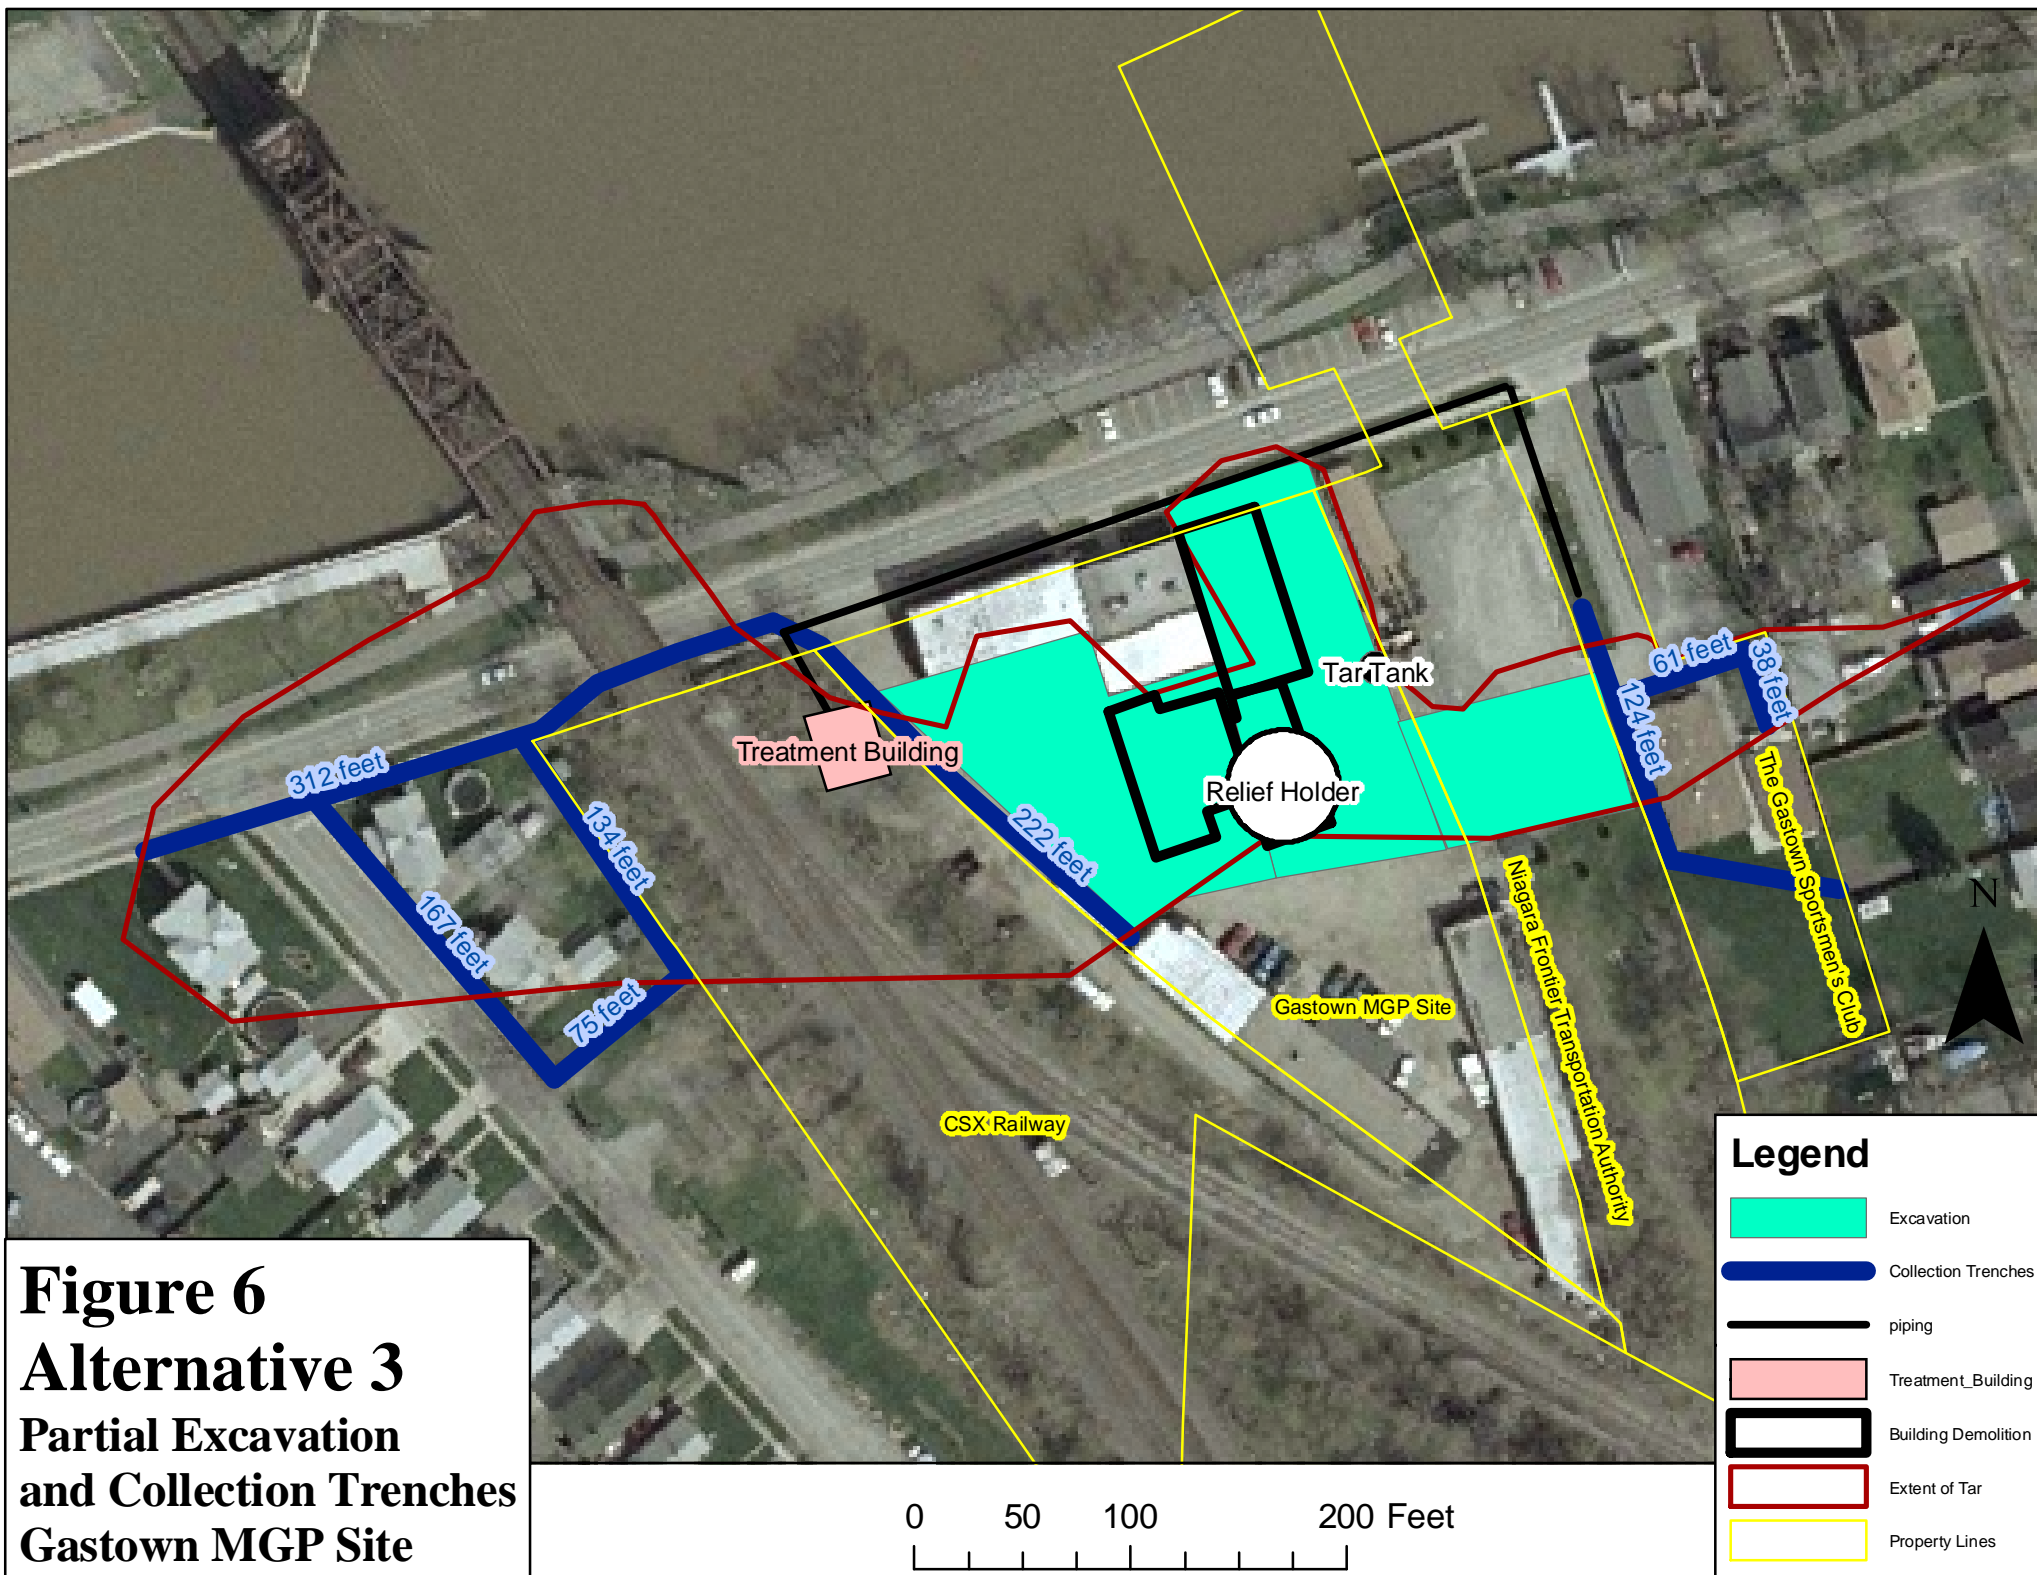 Tar Tank
61 feet
38 feet
124 feet
Treatment Building
312 feet
134 feet
Relief Holder
222 feet
167 feet
75 feet
The Gastown Sportsmen's Club
Niagara Frontier Transportation Authority
N
Gastown MGP Site
CSX Railway
Legend
Excavation
Collection Trenches
piping
Treatment_Building
Building Demolition
Extent of Tar
Property Lines
Figure 6
Alternative 3
Partial Excavation
and Collection Trenches
Gastown MGP Site
0 50 100 200 Feet